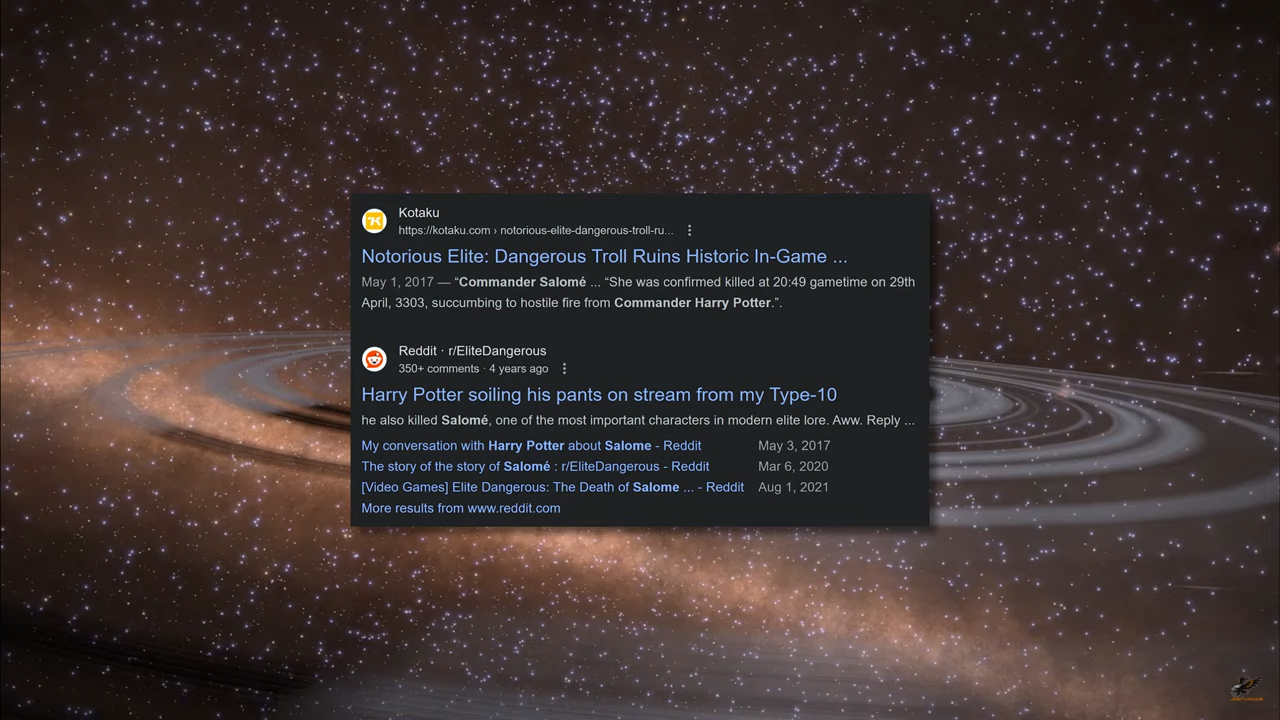 Kotaku
https://kotaku.com › notorious-elite-dangerous-troll-ru...
Notorious Elite: Dangerous Troll Ruins Historic In-Game ...
May 1, 2017 — “Commander Salomé ... “She was confirmed killed at 20:49 gametime on 29th
April, 3303, succumbing to hostile fire from Commander Harry Potter.”.
Reddit · r/EliteDangerous
350+ comments · 4 years ago
Harry Potter soiling his pants on stream from my Type-10
he also killed Salomé, one of the most important characters in modern elite lore. Aww. Reply ...
My conversation with Harry Potter about Salome - Reddit May 3, 2017
The story of the story of Salomé : r/EliteDangerous - Reddit Mar 6, 2020
[Video Games] Elite Dangerous: The Death of Salome ... - Reddit Aug 1, 2021
More results from www.reddit.com